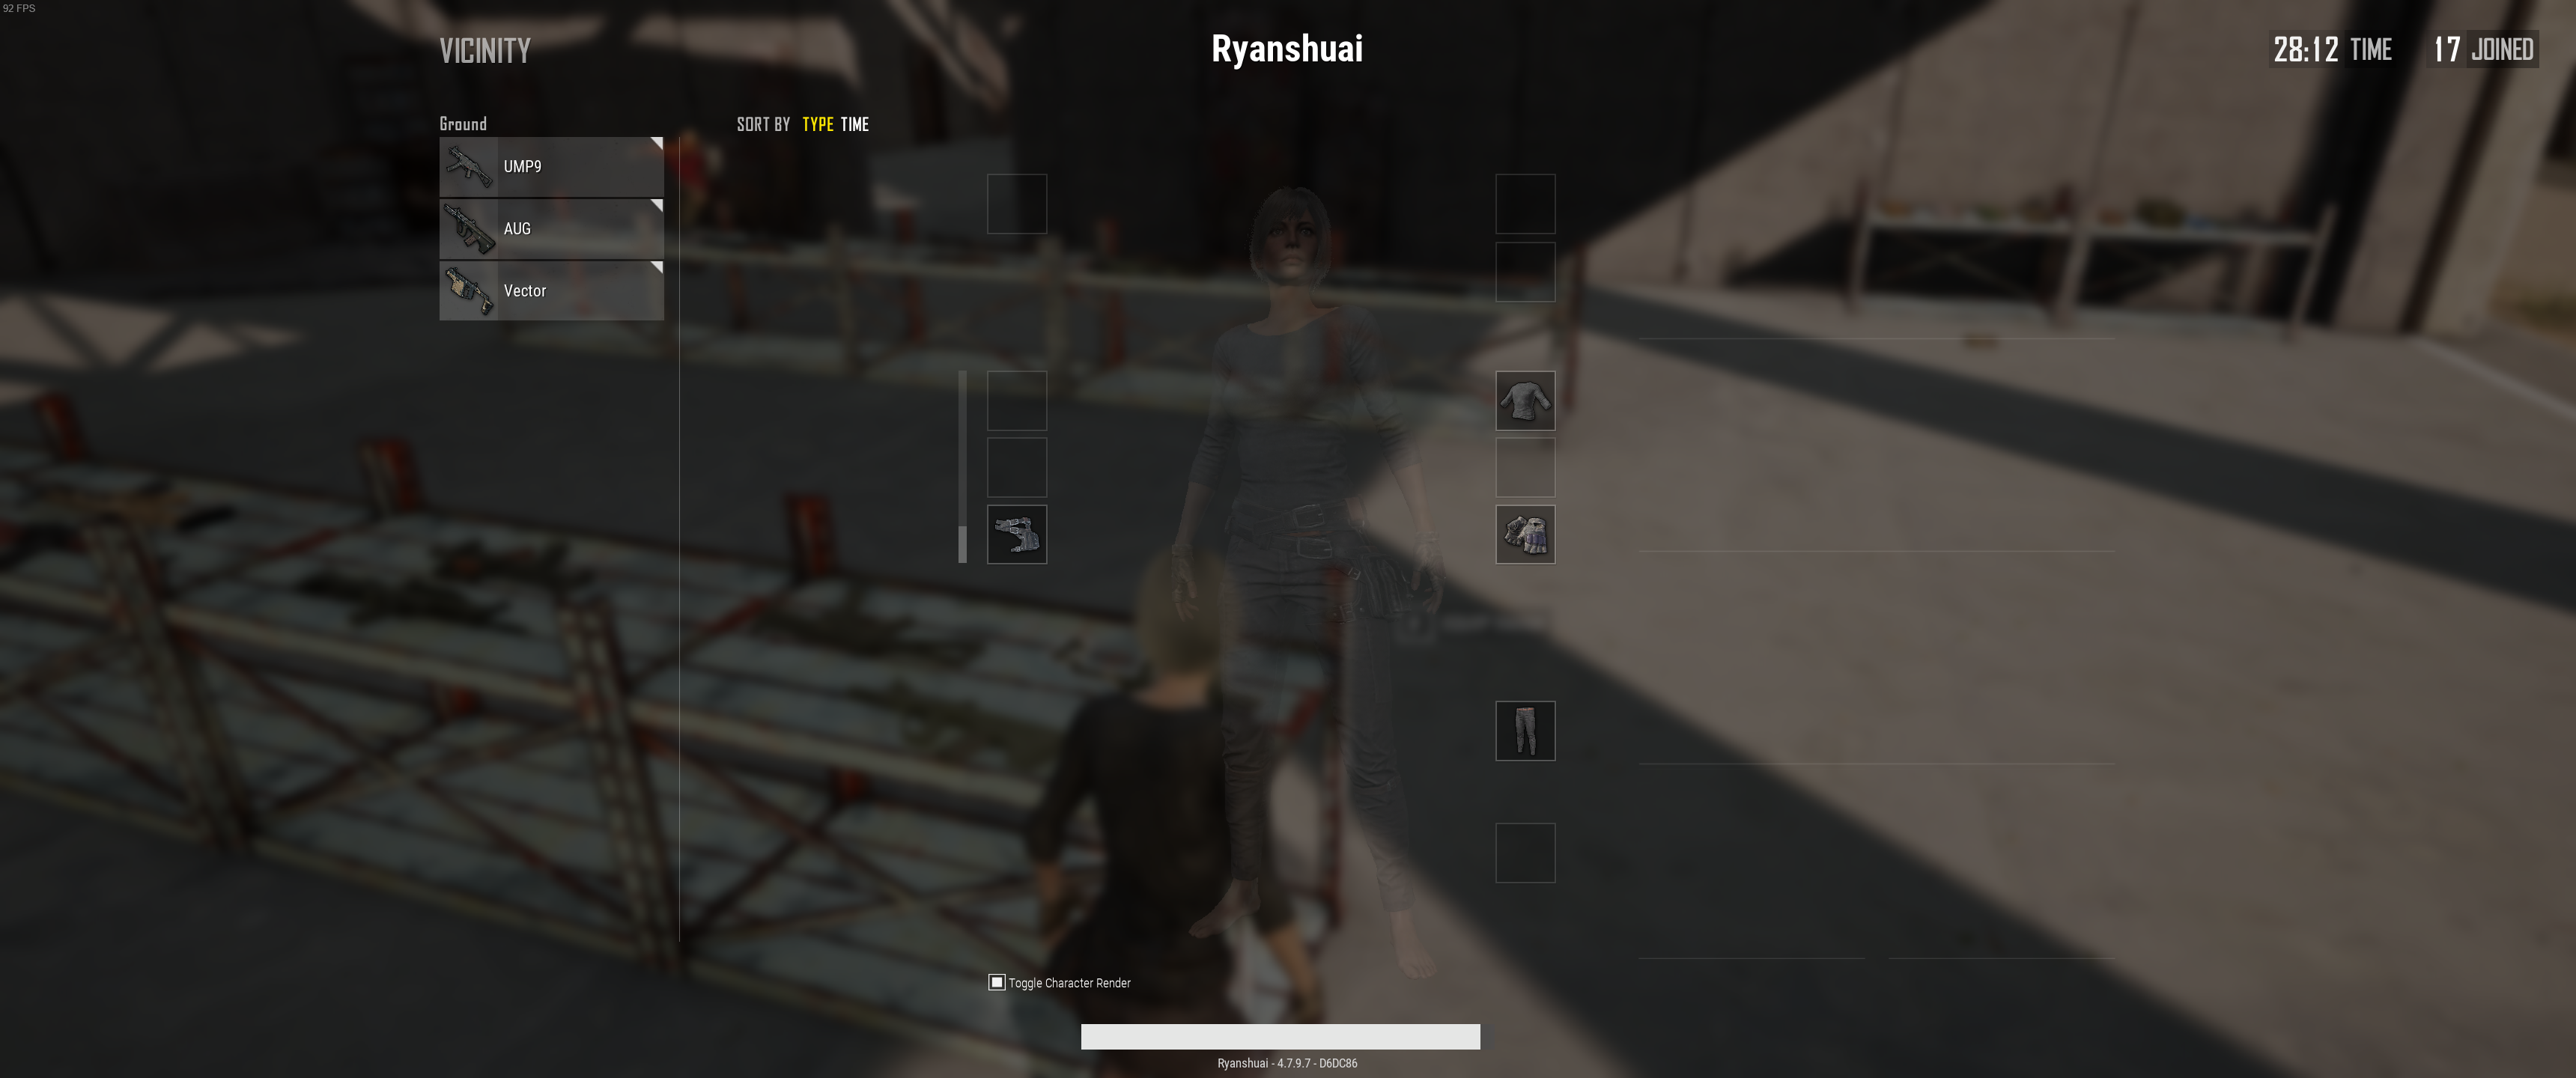 92 FPS
VICINITY
Ryanshuai
28:12 TIME 17 JOINED
Ground
SORT BY TYPE TIME
UMP9
AUG
Vector
Toggle Character Render
Ryanshuai - 4.7.9.7 - D6DC86